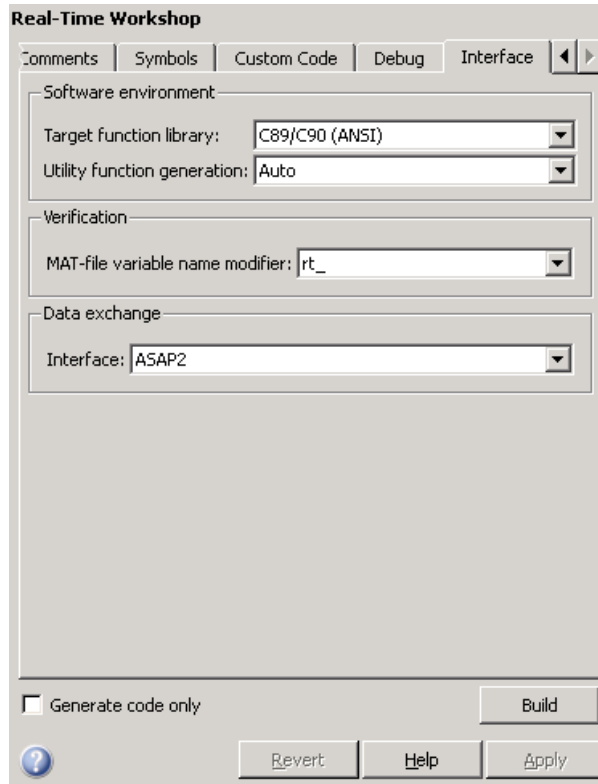 Real-Time Workshop
Comments Symbols Custom Code Debug Interface
Software environment
Target function library: C89/C90 (ANSI)
Utility function generation: Auto
Verification
MAT-file variable name modifier: rt_
Data exchange
Interface: ASAP2
Generate code only Build
Revert Help Apply